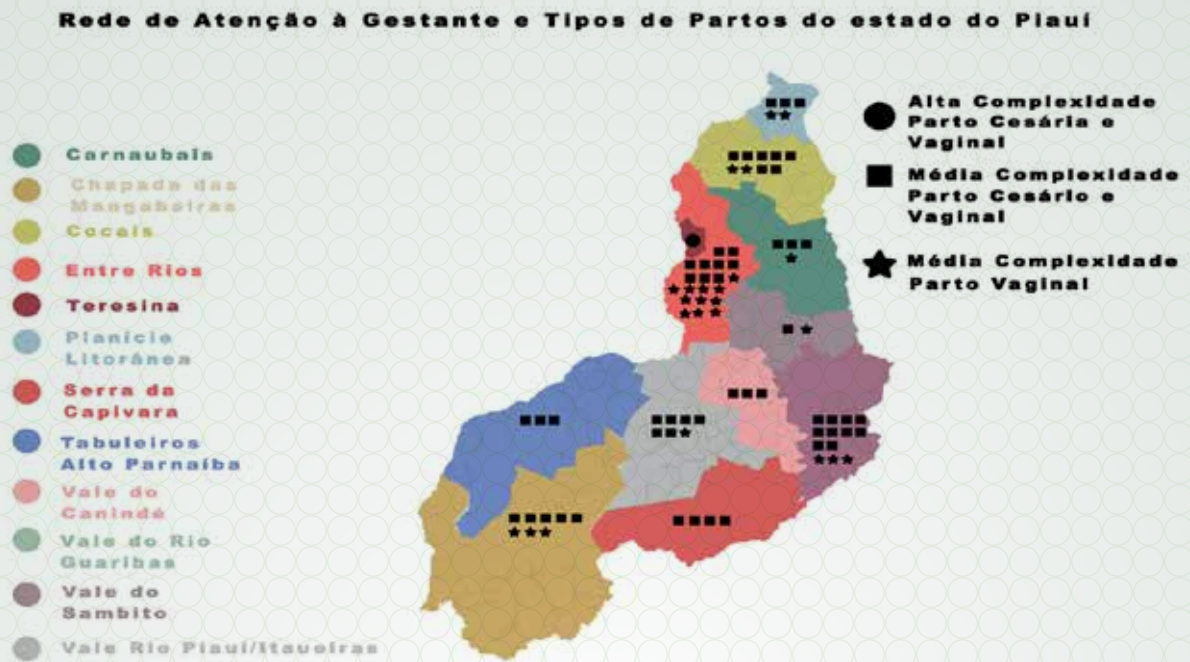 Rede de Atenção à Gestante e Tipos de Partos do estado do Piauí
Carnaubais
Chapada das
Mangabeiras
Cocais
Entre Rios
Teresina
Planície
Litorânea
Serra da
Capivara
Tabuleiros
Alto Parnaíba
Vale do
Canindé
Vale do Rio
Guaribas
Vale do
Sambito
Vale Rio Piauí/Itaueiras
Alta Complexidade
Parto Cesária e
Vaginal
Média Complexidade
Parto Cesário e
Vaginal
Média Complexidade
Parto Vaginal